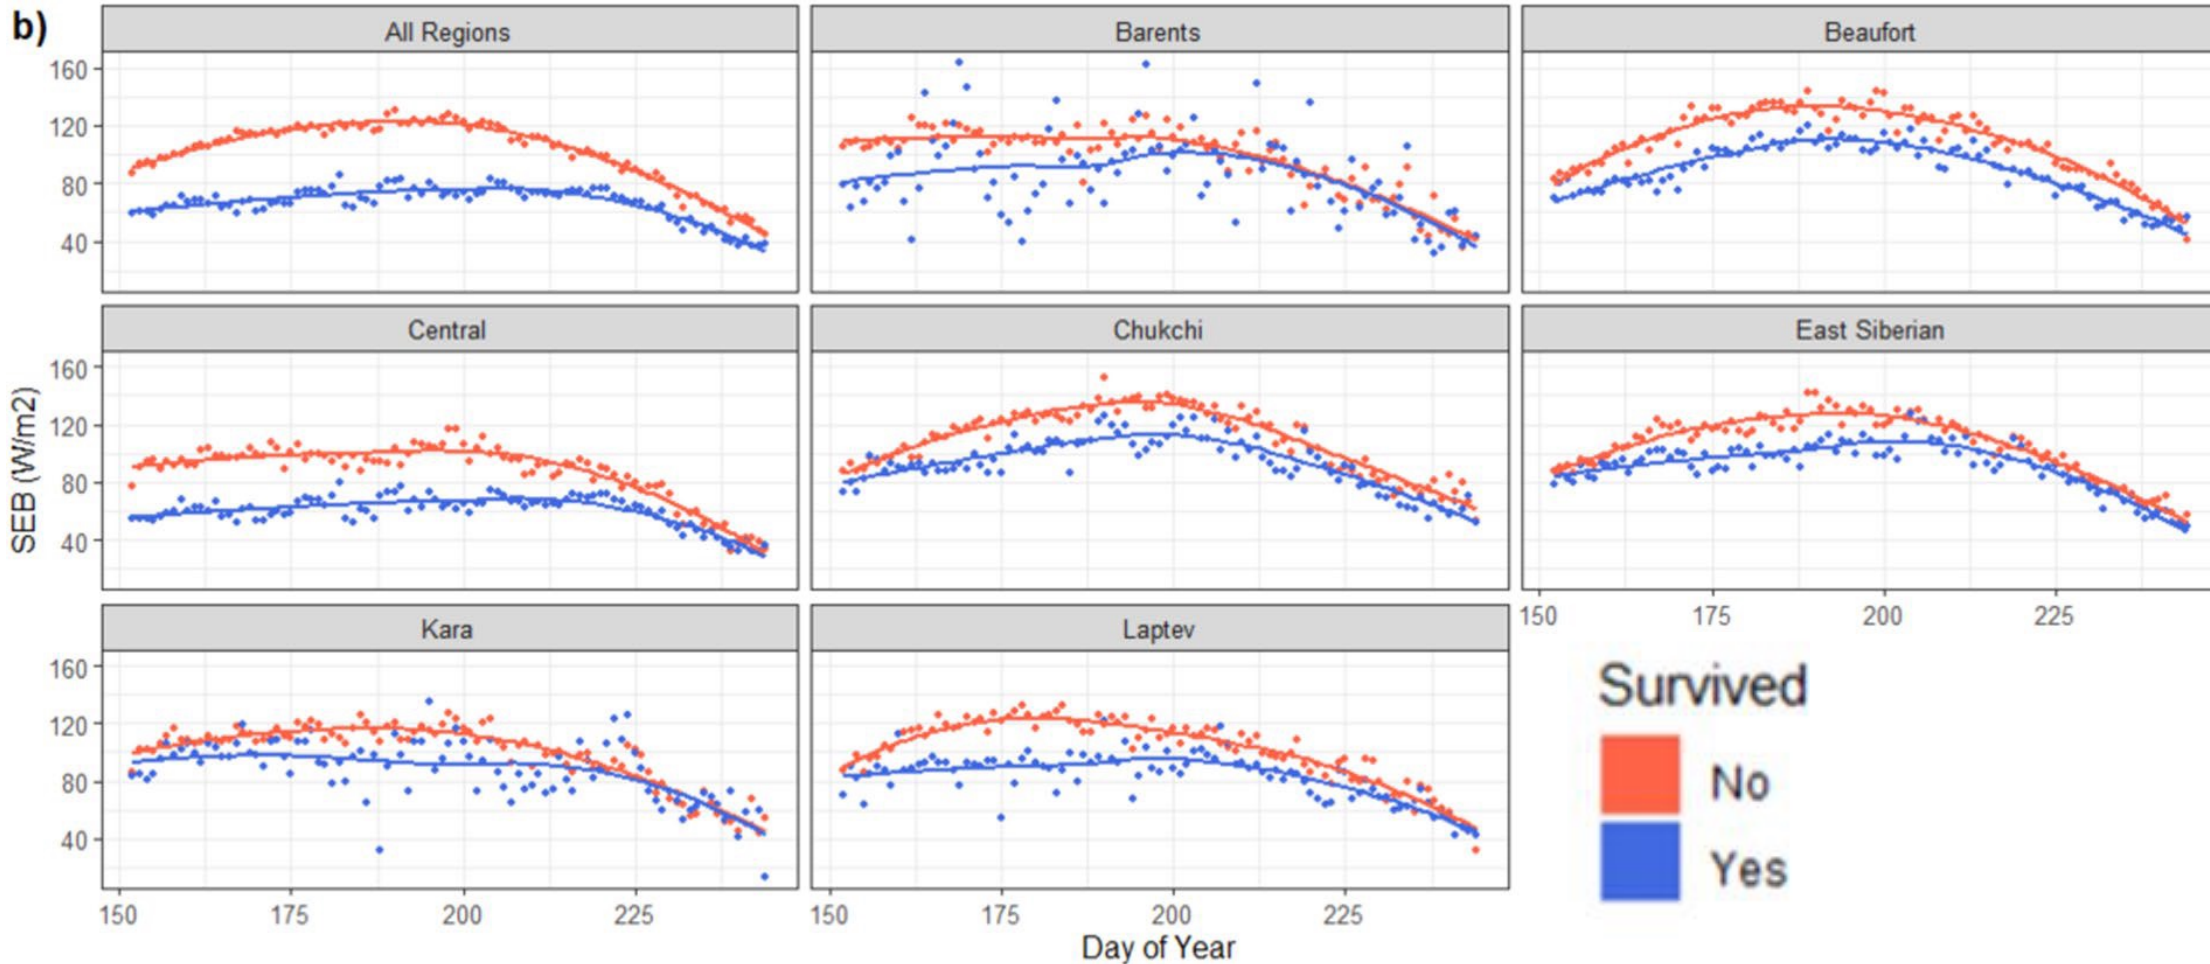 b)
All Regions
Barents
Beaufort
160
120
80
40
Central
Chukchi
East Siberian
160
120
80
40
SEB (W/m2)
150 175 200 225
Kara
Laptev
160
120
80
40
150 175 200 225
150 175 200 225
Day of Year
Survived
No
Yes